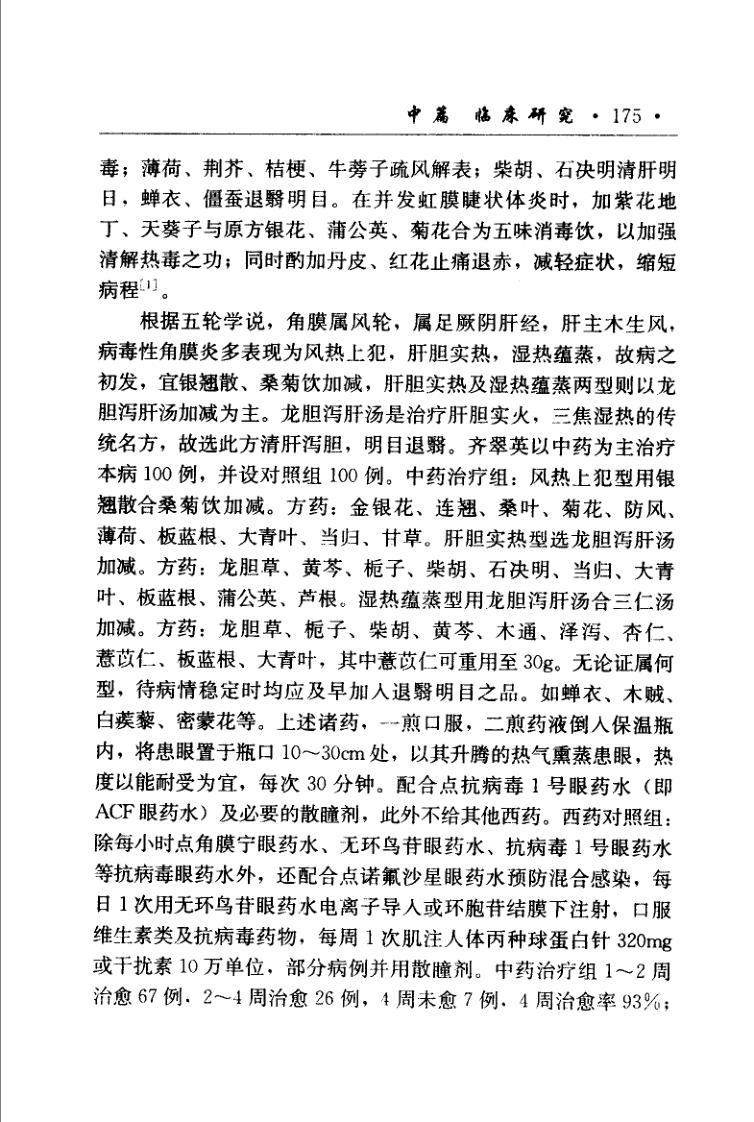 中篇 临床研究 · 175 ·
毒；薄荷、荆芥、桔梗、牛蒡子疏风解表；柴胡、石决明清肝明
日，蝉衣、僵蚕退翳明目。在并发虹膜睫状体炎时，加紫花地
丁、天葵子与原方银花、蒲公英、菊花合为五味消毒饮，以加强
清解热毒之功；同时酌加丹皮、红花止痛退赤，减轻症状，缩短
病程[1]。
根据五轮学说，角膜属风轮，属足厥阴肝经，肝主木生风，
病毒性角膜炎多表现为风热上犯，肝胆实热，湿热蕴蒸，故病之
初发，宜银翘散、桑菊饮加减，肝胆实热及湿热蕴蒸两型则以龙
胆泻肝汤加减为主。龙胆泻肝汤是治疗肝胆实火，三焦湿热的传
统名方，故选此方清肝泻胆，明目退翳。齐翠英以中药为主治疗
本病 100 例，并设对照组 100 例。中药治疗组：风热上犯型用银
翘散合桑菊饮加减。方药：金银花、连翘、桑叶、菊花、防风、
薄荷、板蓝根、大青叶、当归、甘草。肝胆实热型选龙胆泻肝汤
加减。方药：龙胆草、黄芩、栀子、柴胡、石决明、当归、大青
叶、板蓝根、蒲公英、芦根。湿热蕴蒸型用龙胆泻肝汤合三仁汤
加减。方药：龙胆草、栀子、柴胡、黄芩、木通、泽泻、杏仁、
薏苡仁、板蓝根、大青叶，其中薏苡仁可重用至 30g。无论证属何
型，待病情稳定时均应及早加入退翳明目之品。如蝉衣、木贼、
白蒺藜、密蒙花等。上述诸药，一煎口服，二煎药液倒入保温瓶
内，将患眼置于瓶口 10～30cm 处，以其升腾的热气熏蒸患眼，热
度以能耐受为宜，每次 30 分钟。配合点抗病毒 1 号眼药水（即
ACF 眼药水）及必要的散瞳剂，此外不给其他西药。西药对照组：
除每小时点角膜宁眼药水、无环鸟苷眼药水、抗病毒 1 号眼药水
等抗病毒眼药水外，还配合点诺氟沙星眼药水预防混合感染，每
日 1 次用无环鸟苷眼药水电离子导入或环胞苷结膜下注射，口服
维生素类及抗病毒药物，每周 1 次肌注人体丙种球蛋白针 320mg
或干扰素 10 万单位，部分病例并用散瞳剂。中药治疗组 1～2 周
治愈 67 例，2～4 周治愈 26 例，4 周未愈 7 例，4 周治愈率 93%；